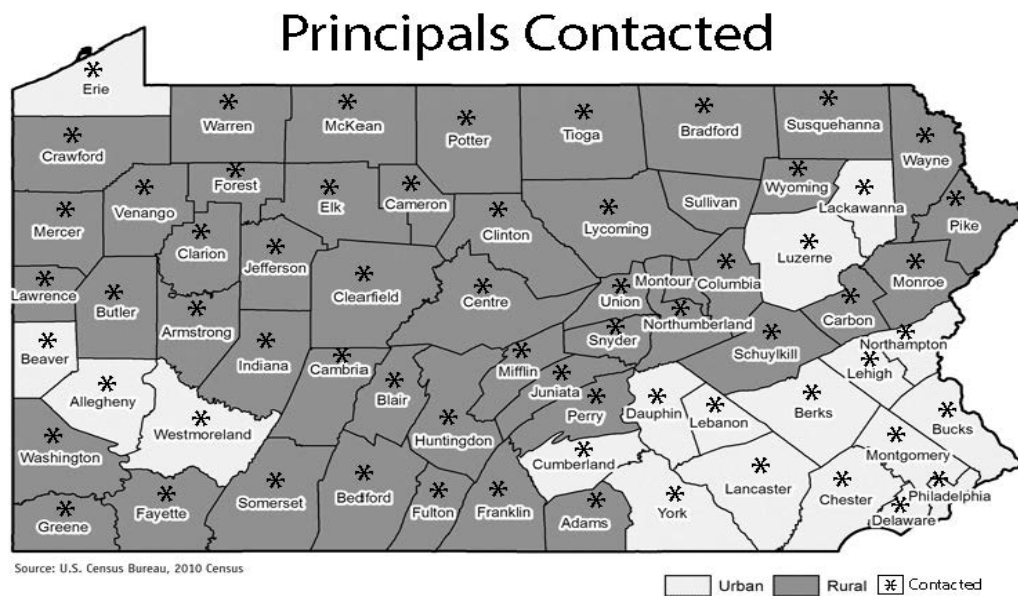 Principals Contacted
Erie
Warren
McKean
Potter
Tioga
Bradford
Susquehanna
Crawford
Wayne
Forest
Wyoming
Venango
Elk
Cameron
Sullivan
Lackawanna
Mercer
Clinton
Lycoming
Pike
Clarion
Jefferson
Luzerne
Lawrence
Clearfield
Centre
Union
Montour
Columbia
Monroe
Butler
Armstrong
Northumberland
Carbon
Beaver
Indiana
Cambria
Snyder
Schuylkill
Northampton
Mifflin
Juniata
Lehigh
Allegheny
Blair
Perry
Dauphin
Lebanon
Berks
Bucks
Westmoreland
Huntingdon
Washington
Cumberland
Montgomery
Somerset
Bedford
Fulton
Franklin
Lancaster
Chester
Philadelphia
Greene
Fayette
Adams
York
Delaware
Source: U.S. Census Bureau, 2010 Census
Urban
Rural
Contacted